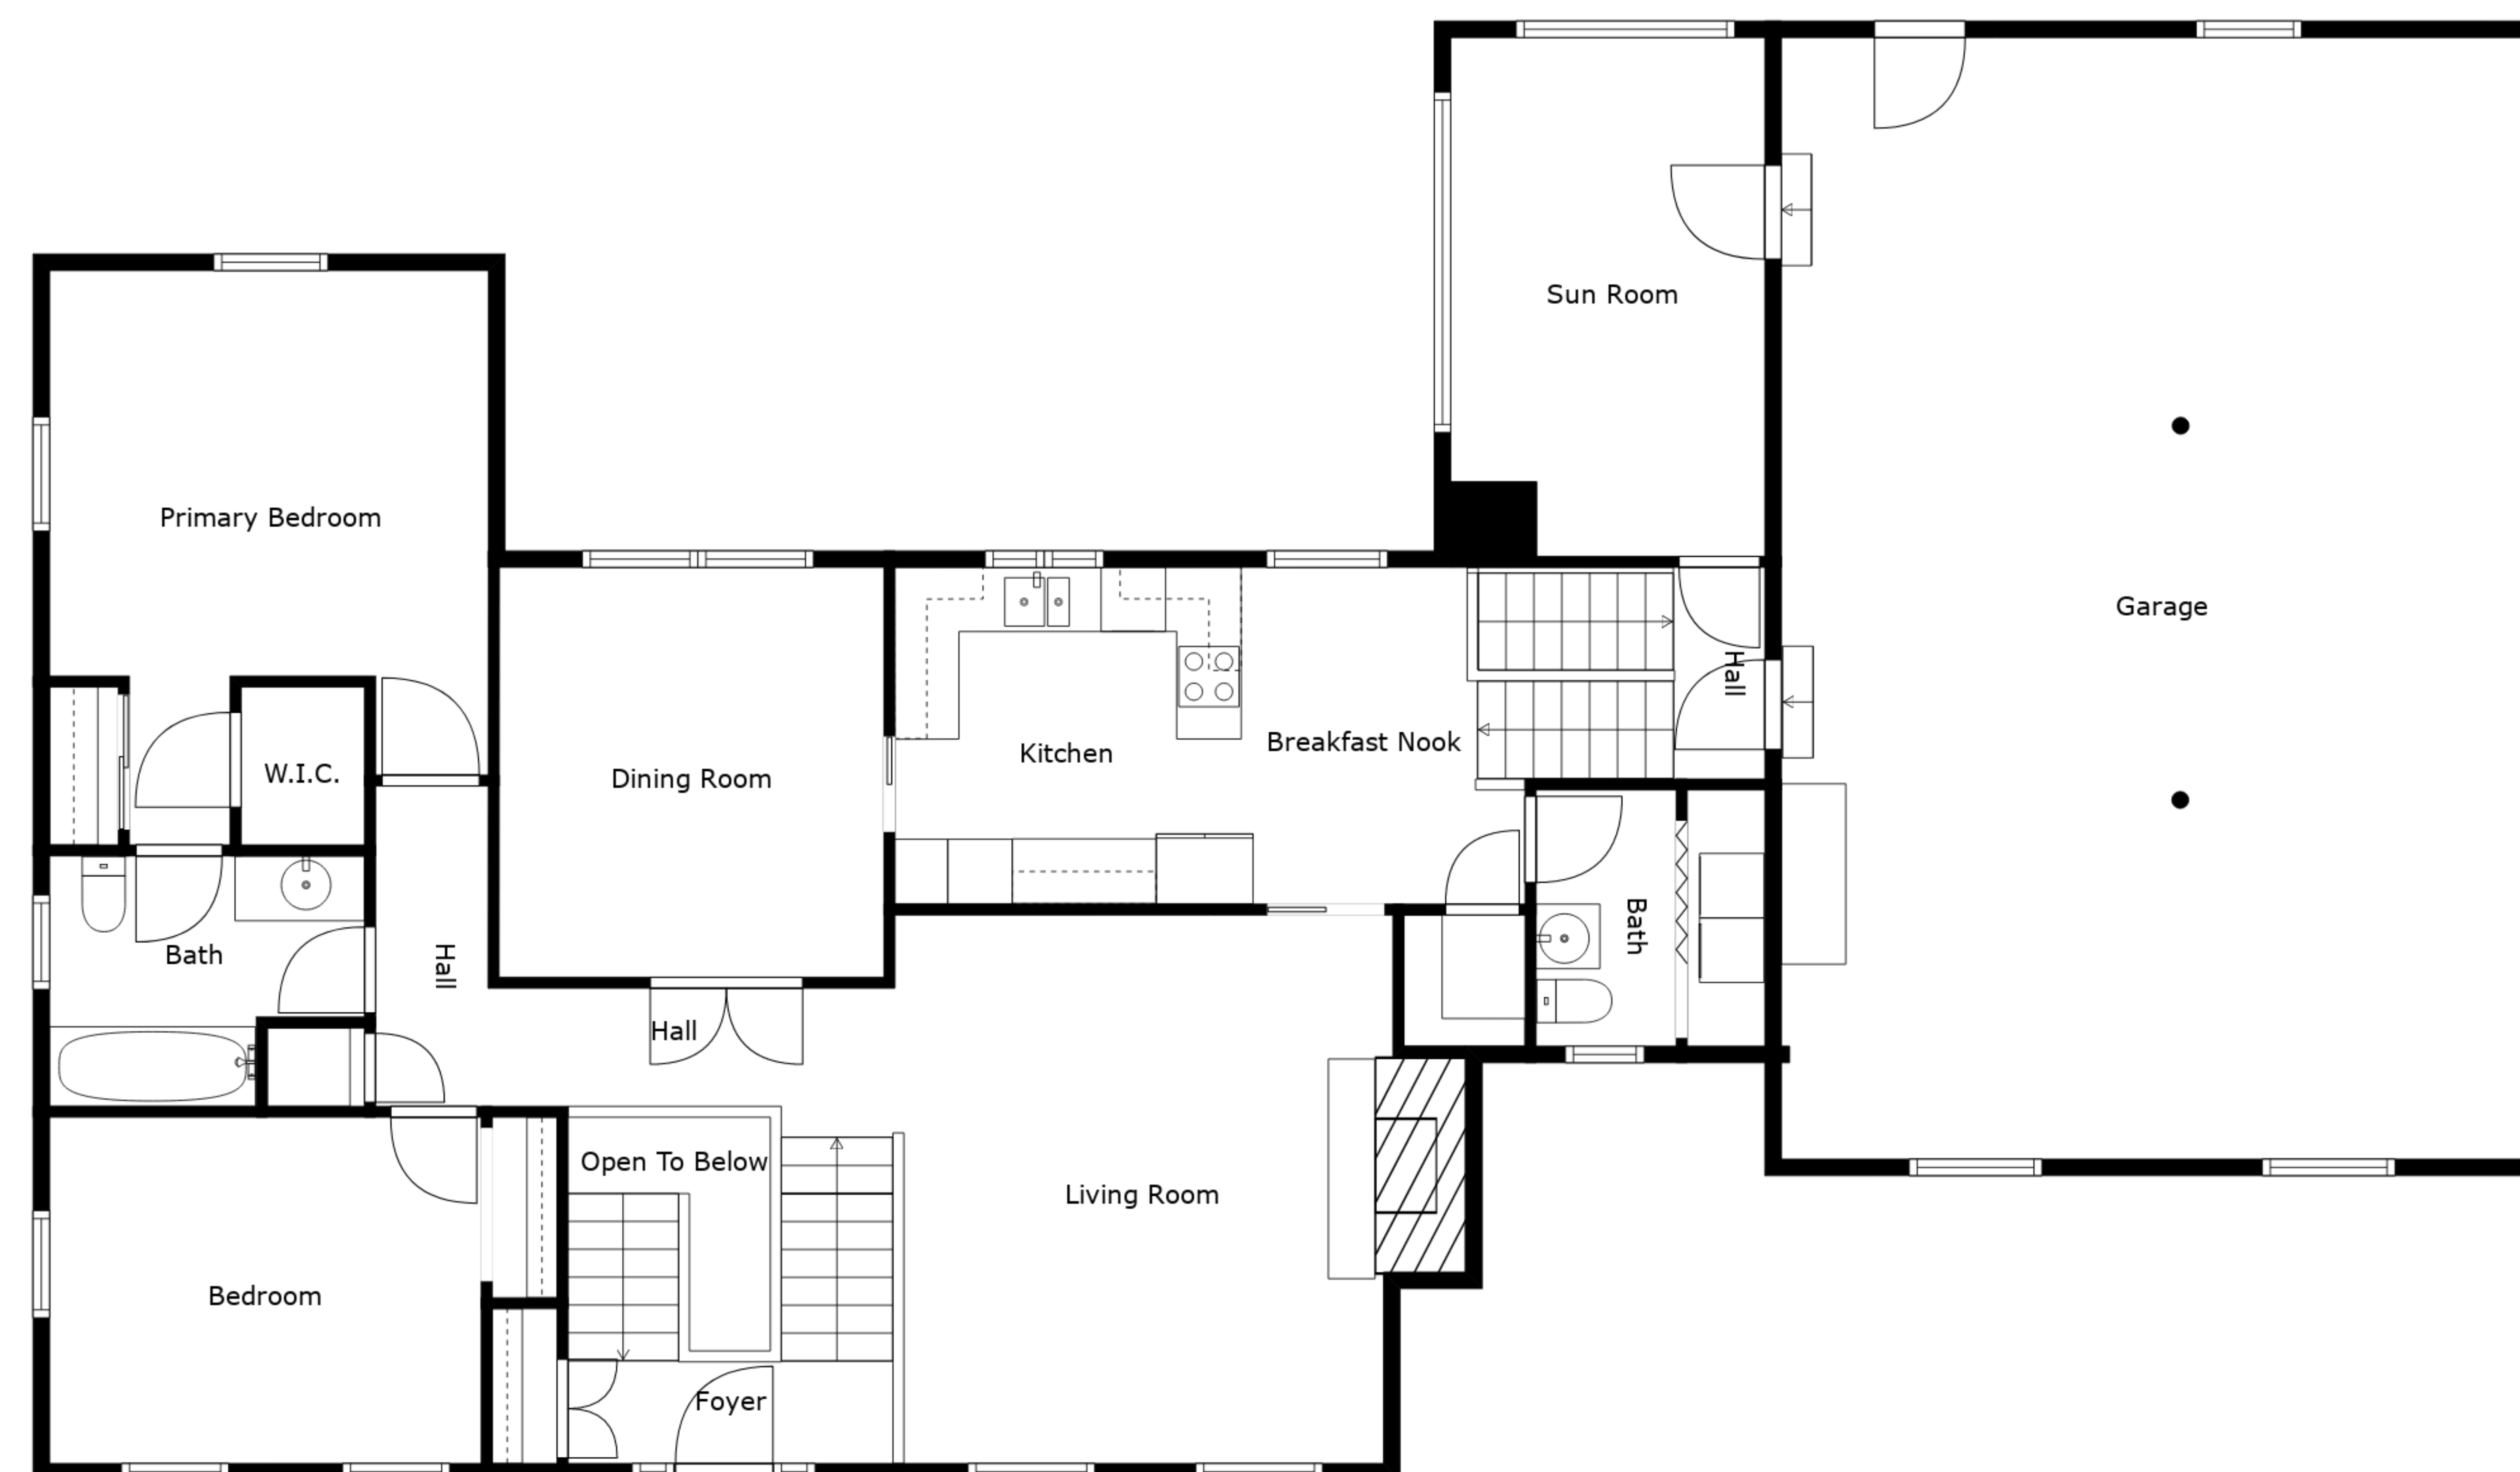 Sun Room
Primary Bedroom
Garage
Hall
Breakfast Nook
Kitchen
W.I.C.
Dining Room
Bath
Bath
Hall
Hall
Open To Below
Living Room
Bedroom
Foyer